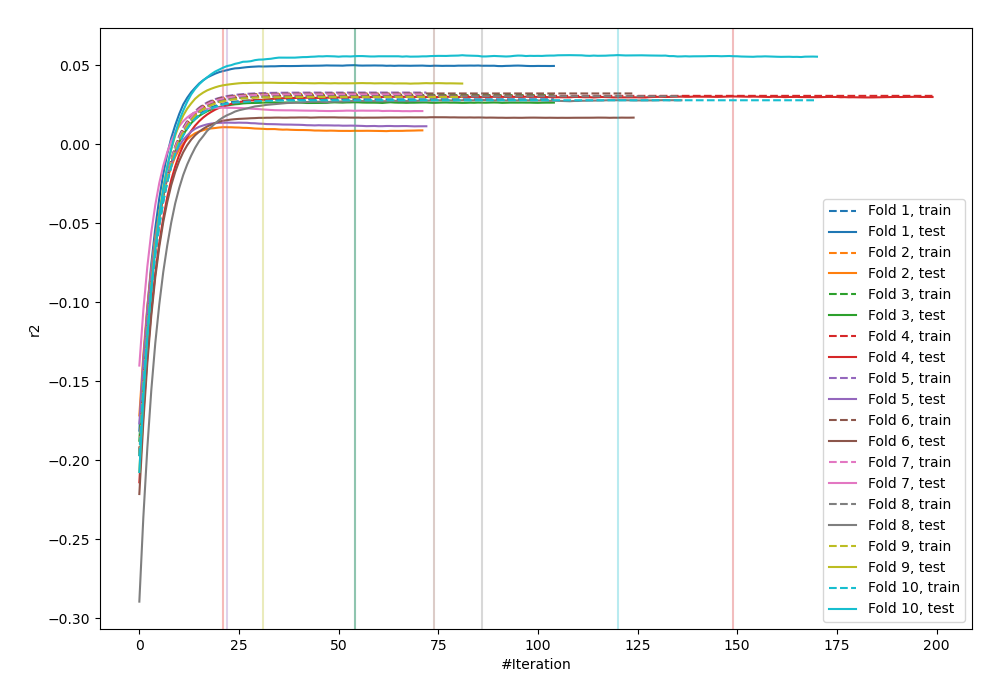 0.05
0.00
−0.05
−0.10
−0.15
−0.20
−0.25
−0.30
r2
0 25 50 75 100 125 150 175 200
#Iteration
Fold 1, train
Fold 1, test
Fold 2, train
Fold 2, test
Fold 3, train
Fold 3, test
Fold 4, train
Fold 4, test
Fold 5, train
Fold 5, test
Fold 6, train
Fold 6, test
Fold 7, train
Fold 7, test
Fold 8, train
Fold 8, test
Fold 9, train
Fold 9, test
Fold 10, train
Fold 10, test